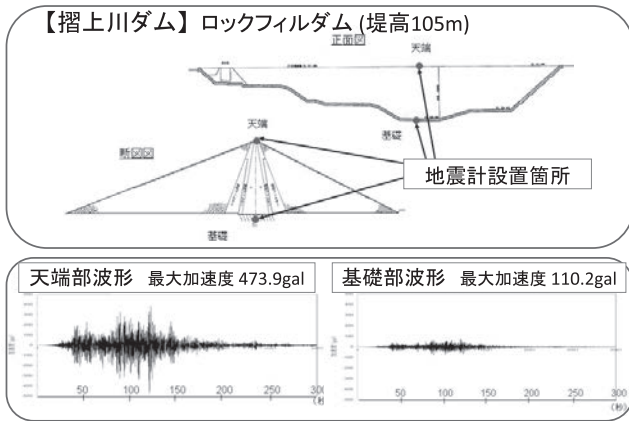 【摺上川ダム】 ロックフィルダム (堤高105m)
正面図
天端
天端
断面図
基礎
地震計設置箇所
基礎
天端部波形 最大加速度 473.9gal
50 100 150 200 250 300
(秒)
基礎部波形 最大加速度 110.2gal
50 100 150 200 250 300
(秒)